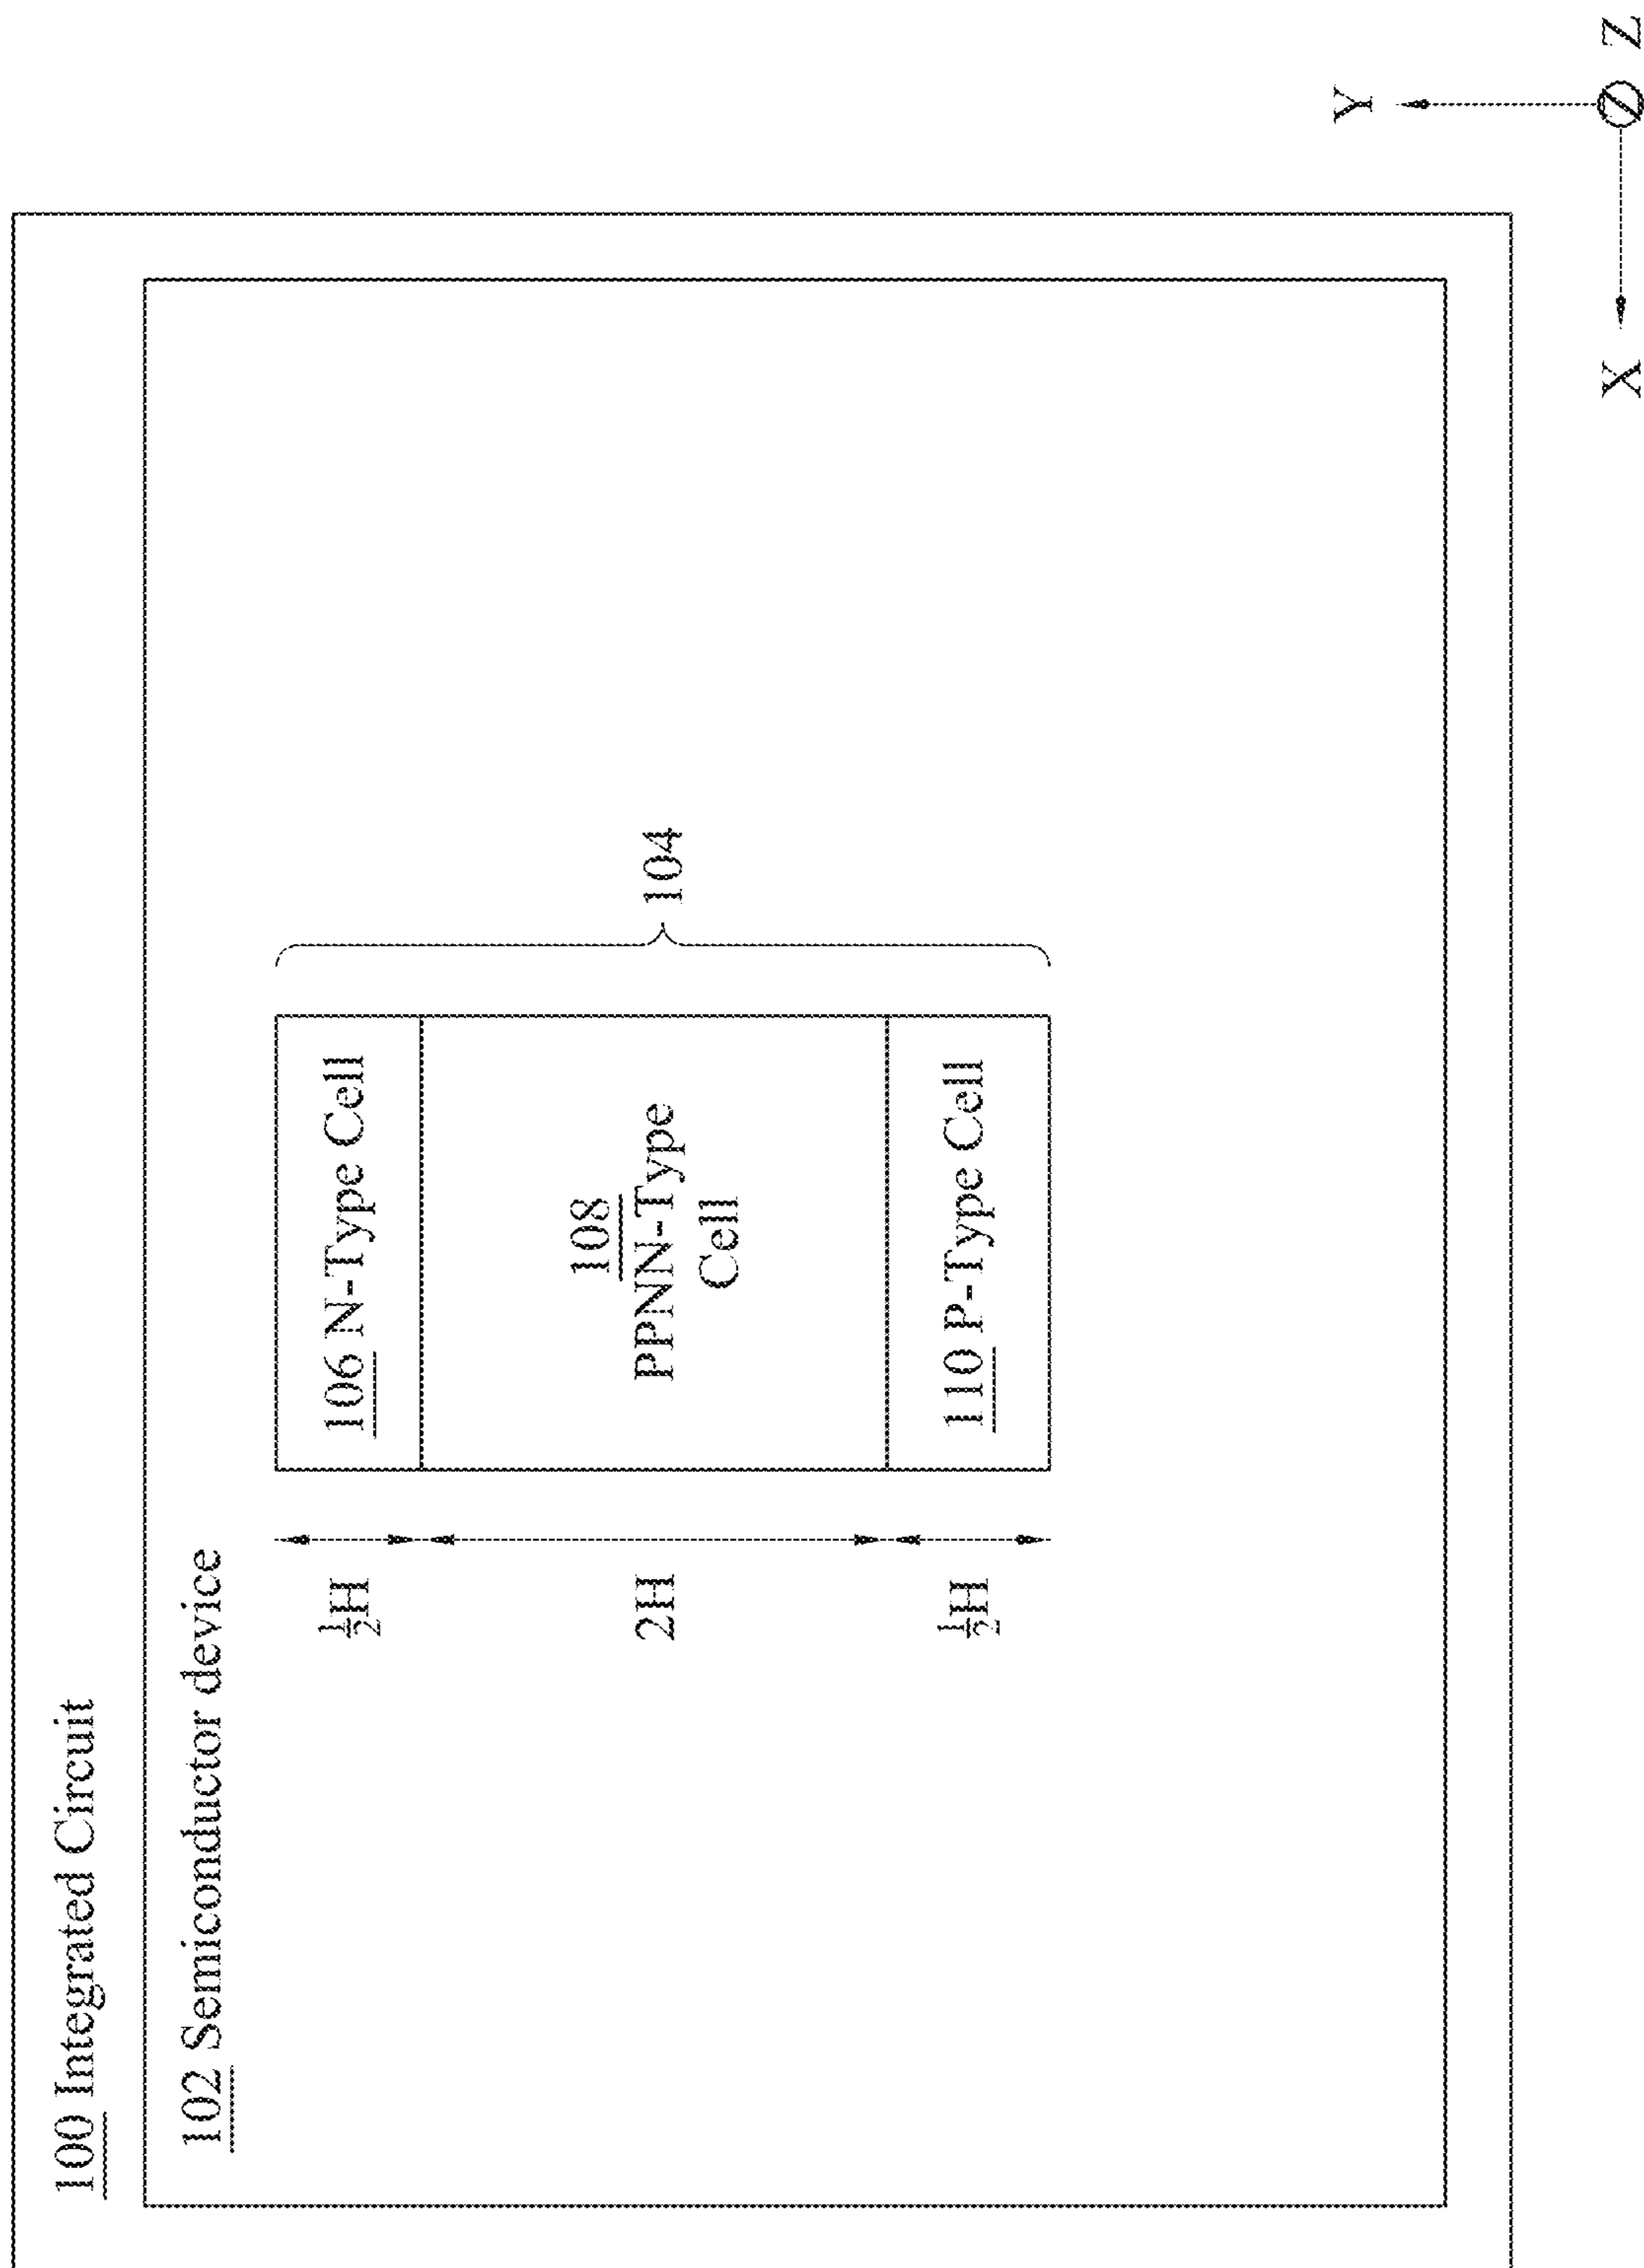 100 Integrated Circuit
102 Semiconductor device
½H
106 N-Type Cell
108
2H
PPNN-Type
Cell
104
½H
110 P-Type Cell
Y
X
Z